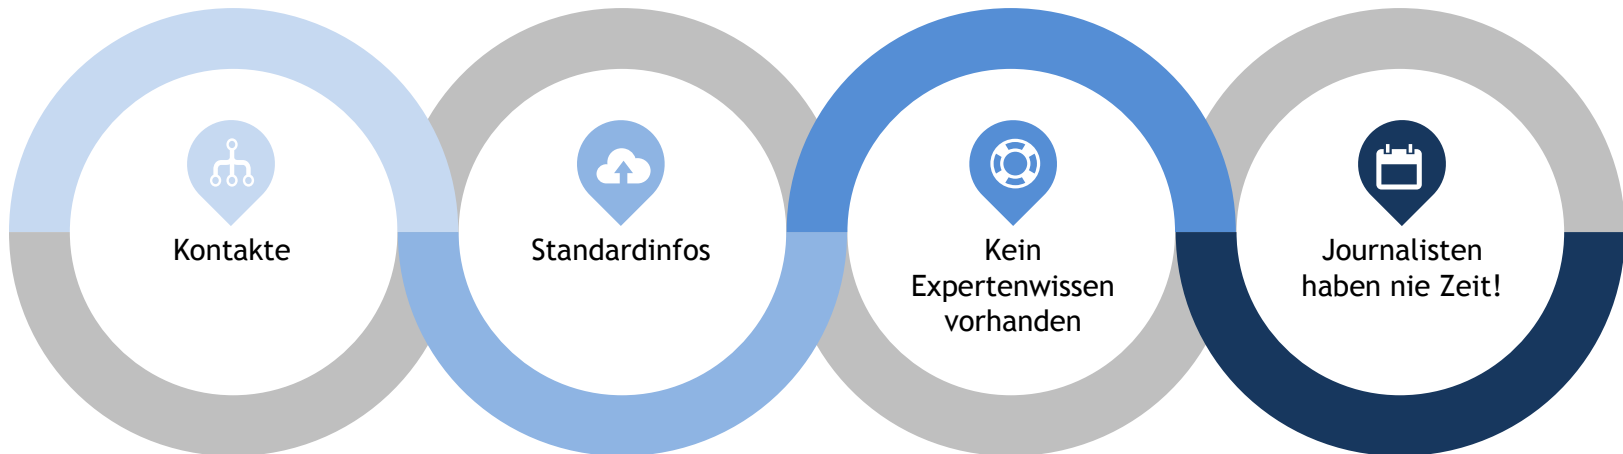 Kontakte
Standardinfos
Kein
Expertenwissen
vorhanden
Journalisten
haben nie Zeit!